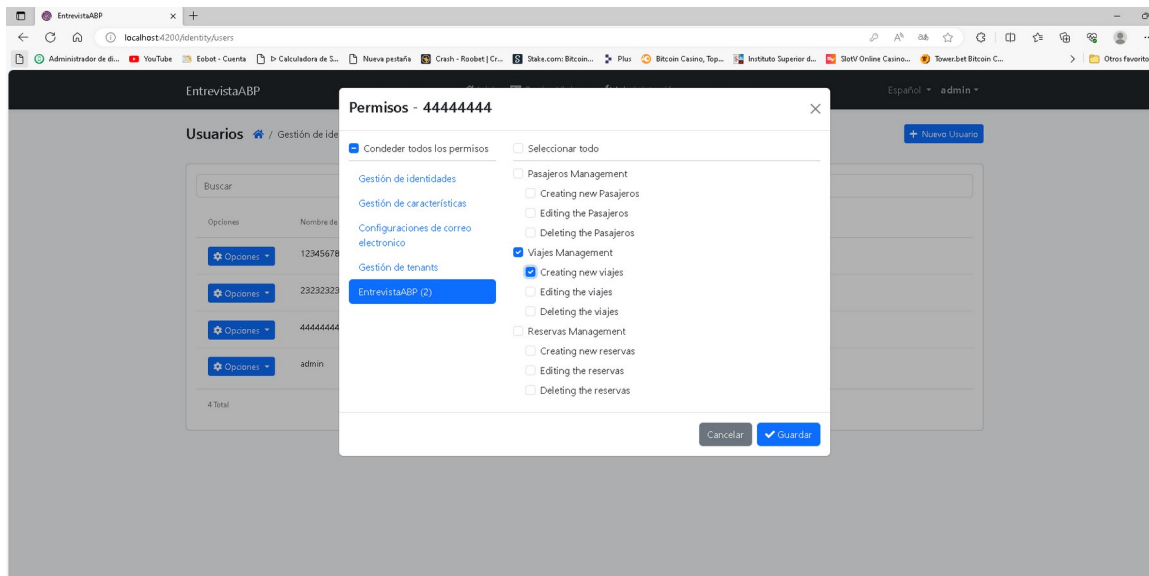 EntrevistaABP
localhost:4200/identity/users
Administrador de di... YouTube Eobot - Cuenta ▷ Calculadora de S... Nueva pestaña Crash - Roobet | Cr... Stake.com: Bitcoin... Plus Bitcoin Casino, Top... Instituto Superior d... SlotV Online Casino... Tower.bet Bitcoin C... Otros favorito
EntrevistaABP
Español admin
Usuarios / Gestión de ide
+ Nuevo Usuario
Buscar
Opciones Nombre de
Opciones 12345678
Opciones 23232323
Opciones 44444444
Opciones admin
4 Total
Permisos - 44444444
Condeder todos los permisos
Gestión de identidades
Gestión de características
Configuraciones de correo
electronico
Gestión de tenants
EntrevistaABP (2)
Seleccionar todo
Pasajeros Management
Creating new Pasajeros
Editing the Pasajeros
Deleting the Pasajeros
Viajes Management
Creating new viajes
Editing the viajes
Deleting the viajes
Reservas Management
Creating new reservas
Editing the reservas
Deleting the reservas
Cancelar Guardar